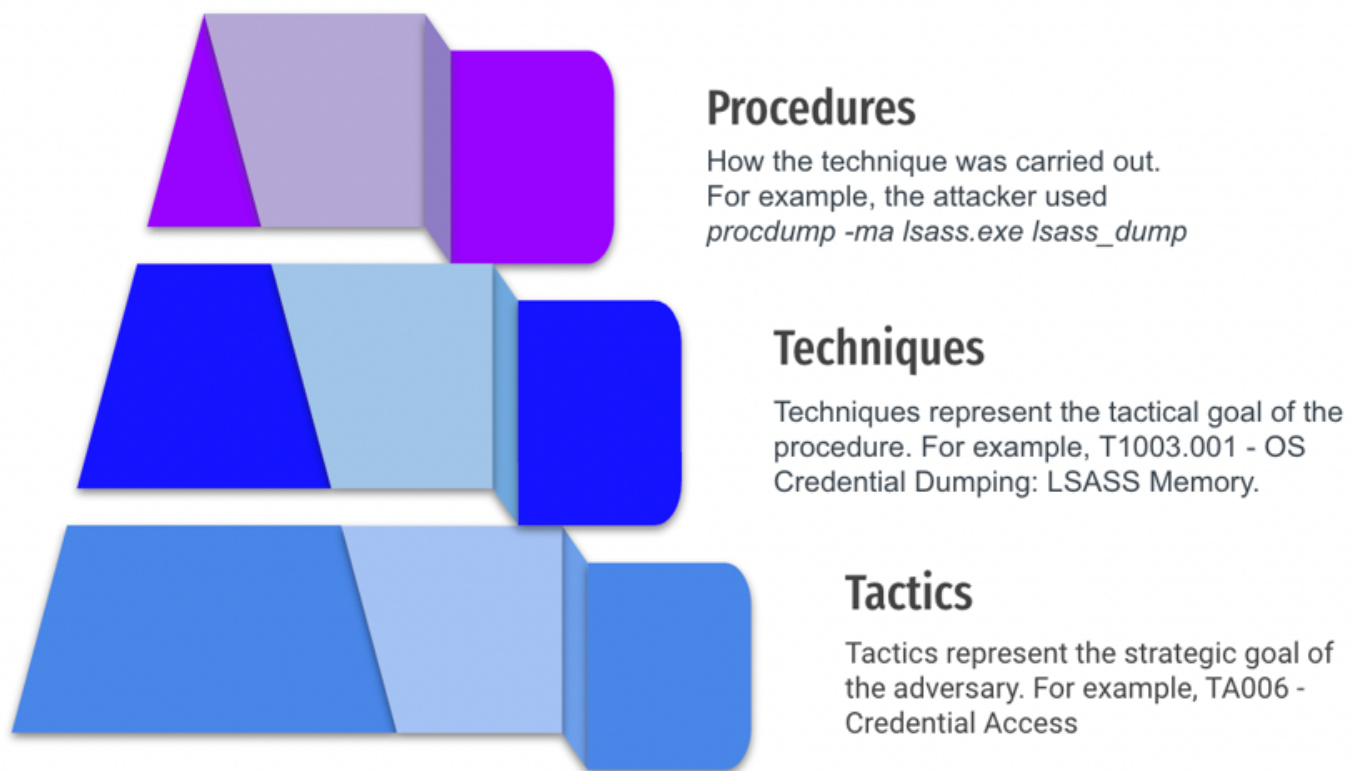 Procedures
How the technique was carried out.
For example, the attacker used
procdump -ma lsass.exe lsass_dump
Techniques
Techniques represent the tactical goal of the
procedure. For example, T1003.001 - OS
Credential Dumping: LSASS Memory.
Tactics
Tactics represent the strategic goal of
the adversary. For example, TA006 -
Credential Access